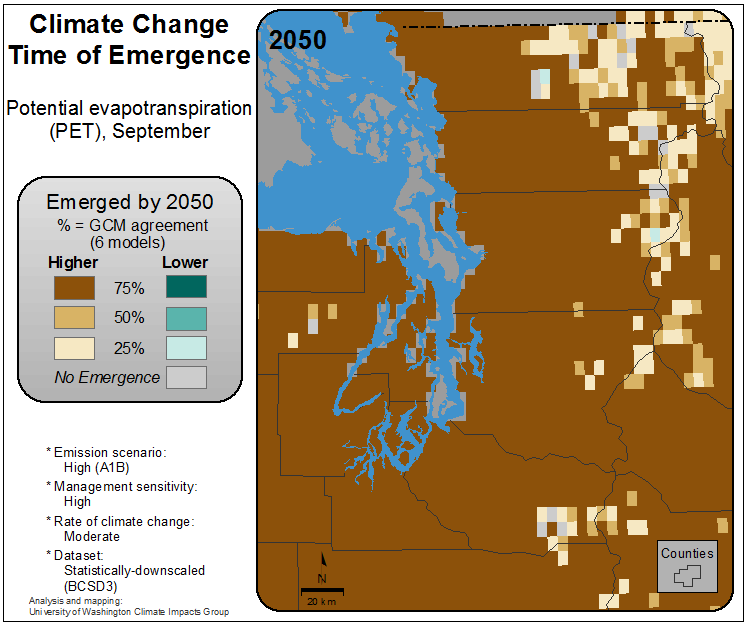 Climate Change
Time of Emergence
Potential evapotranspiration
(PET), September
Emerged by 2050
% = GCM agreement
(6 models)
Higher Lower
75%
50%
25%
No Emergence
* Emission scenario:
High (A1B)
* Management sensitivity:
High
* Rate of climate change:
Moderate
* Dataset:
Statistically-downscaled
(BCSD3)
Analysis and mapping:
University of Washington Climate Impacts Group
2050
N
20 km
Counties